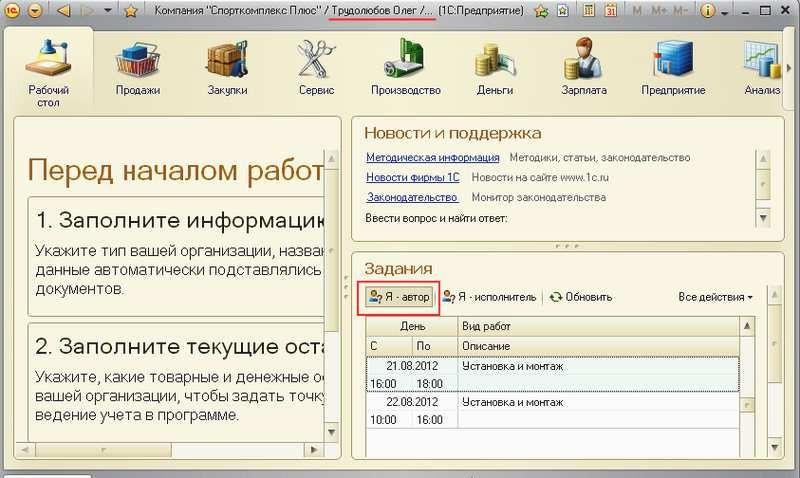 Компания "Спорткомплекс Плюс" / Трудолюбов Олег /... (1С:Предприятие)
M M+ M-
Рабочий стол
Продажи
Закупки
Сервис
Производство
Деньги
Зарплата
Предприятие
Анализ
Перед началом работ
1. Заполните информацию
Укажите тип вашей организации, назва
данные автоматически подставлялись
документов.
2. Заполните текущие оста
Укажите, какие товарные и денежные ос
вашей организации, чтобы задать точку
ведение учета в программе.
Новости и поддержка
Методическая информация Методики, статьи, законодательство
Новости фирмы 1С Новости на сайте www.1c.ru
Законодательство Монитор законодательства
Ввести вопрос и найти ответ:
Задания
Я - автор Я - исполнитель Обновить Все действия
День Вид работ
С По Описание
21.08.2012 Установка и монтаж
16:00 18:00
22.08.2012 Установка и монтаж
10:00 16:00